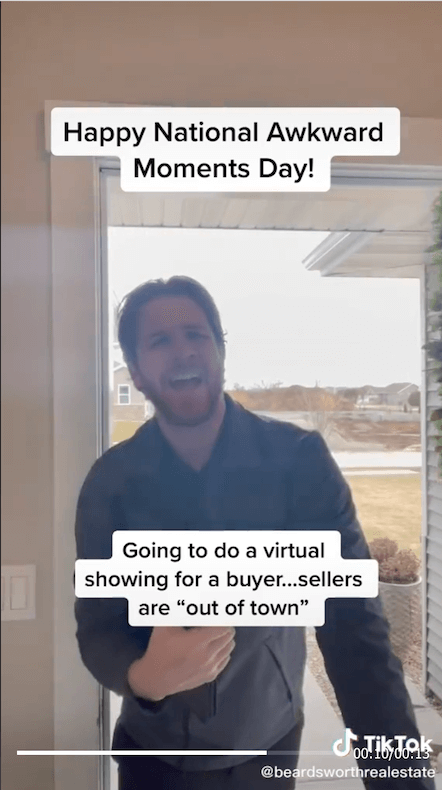 Happy National Awkward
Moments Day!
Going to do a virtual
showing for a buyer...sellers
are “out of town”
TikTok
00:10/00:13
@beardsworthrealestate